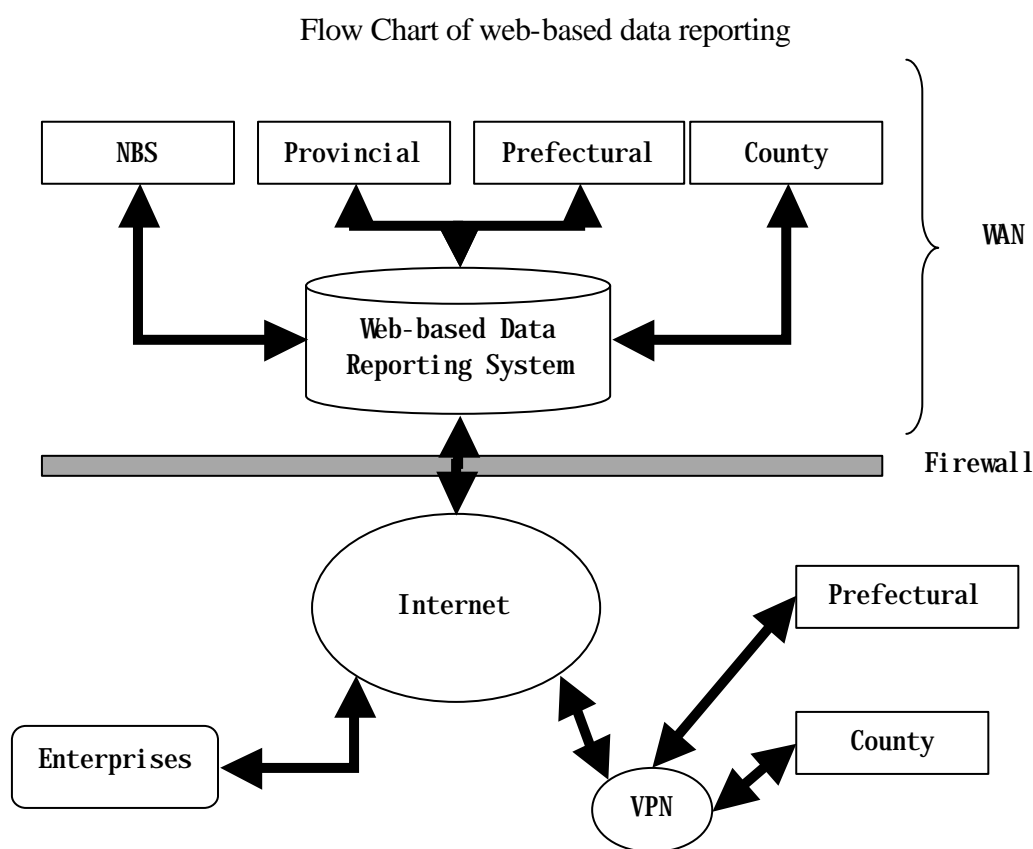 Flow Chart of web-based data reporting
NBS
Provincial
Prefectural
County
WAN
Web-based Data
Reporting System
Firewall
Internet
Prefectural
County
Enterprises
VPN